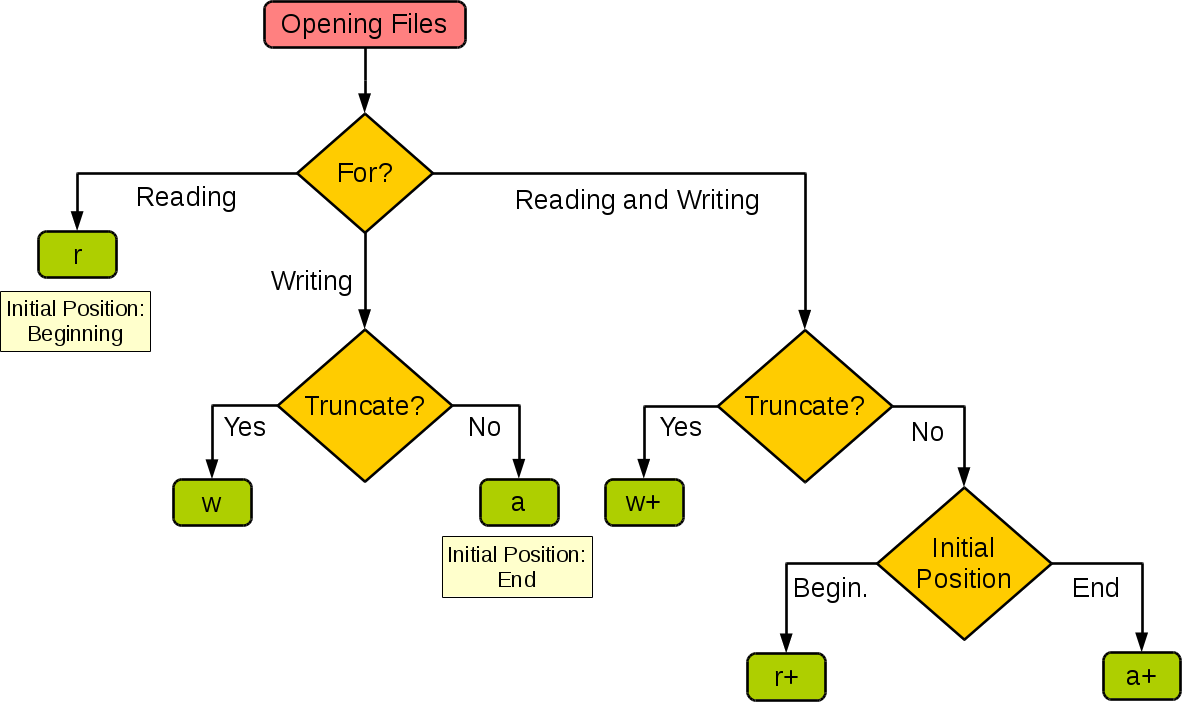 Opening Files
For?
Reading
Reading and Writing
r
Writing
Initial Position:
Beginning
Truncate?
Yes
No
w
a
Initial Position:
End
Truncate?
Yes
No
w+
Initial
Position
Begin.
End
r+
a+